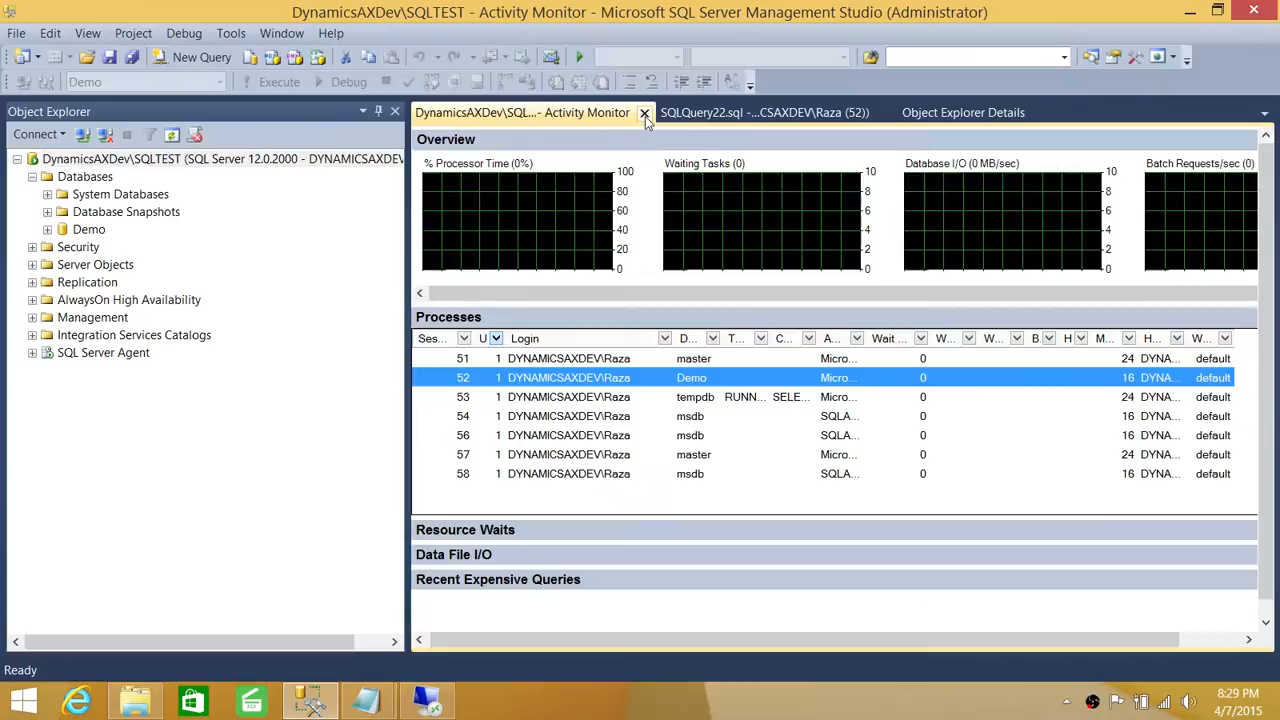 DynamicsAXDev\SQLTEST - Activity Monitor - Microsoft SQL Server Management Studio (Administrator)
File Edit View Project Debug Tools Window Help
New Query
Demo Execute Debug
Object Explorer
DynamicsAXDev\SQL...- Activity Monitor SQLQuery22.sql -...CSAXDEV\Raza (52)) Object Explorer Details
Connect
DynamicsAXDev\SQLTEST (SQL Server 12.0.2000 - DYNAMICSAXDEV
Databases
System Databases
Database Snapshots
Demo
Security
Server Objects
Replication
AlwaysOn High Availability
Management
Integration Services Catalogs
SQL Server Agent
Overview
% Processor Time (0%) Waiting Tasks (0) Database I/O (0 MB/sec) Batch Requests/sec (0)
100 10 10
80 8 8
60 6 6
40 4 4
20 2 2
0 0 0
Processes
Ses... U Login D... T... C... A... Wait ... W... W... B H M... H... W...
51 1 DYNAMICSAXDEV\Raza master Micro... 0 24 DYNA... default
52 1 DYNAMICSAXDEV\Raza Demo Micro... 0 16 DYNA... default
53 1 DYNAMICSAXDEV\Raza tempdb RUNN... SELE... Micro... 0 24 DYNA... default
54 1 DYNAMICSAXDEV\Raza msdb SQLA... 0 16 DYNA... default
56 1 DYNAMICSAXDEV\Raza msdb SQLA... 0 16 DYNA... default
57 1 DYNAMICSAXDEV\Raza master Micro... 0 24 DYNA... default
58 1 DYNAMICSAXDEV\Raza msdb SQLA... 0 16 DYNA... default
Resource Waits
Data File I/O
Recent Expensive Queries
Ready
8:29 PM
4/7/2015